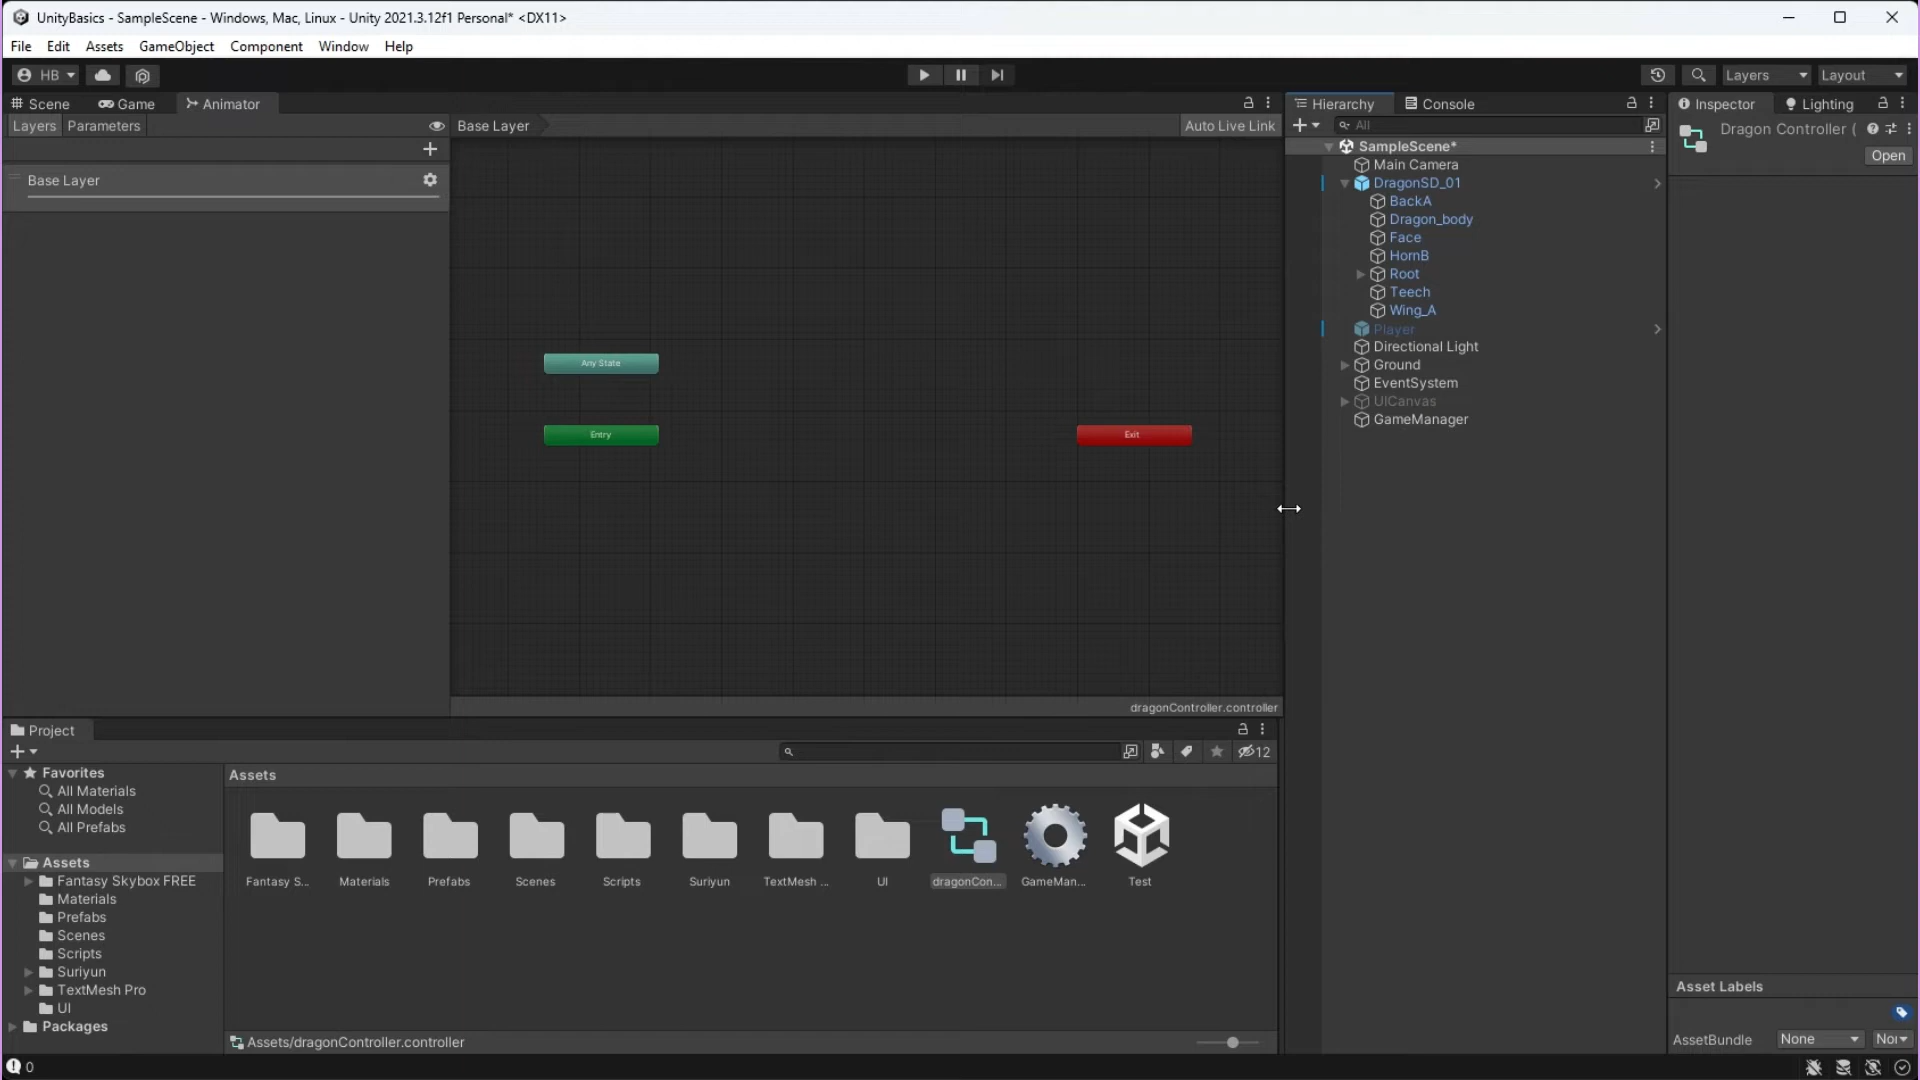 UnityBasics - SampleScene - Windows, Mac, Linux - Unity 2021.3.12f1 Personal* <DX11>
File Edit Assets GameObject Component Window Help
HB Layers Layout
Scene Game Animator
Layers Parameters
Base Layer
Auto Live Link
Base Layer
Any State
Entry
Exit
dragonController.controller
Hierarchy Console
All
SampleScene*
Main Camera
DragonSD_01
BackA
Dragon_body
Face
HornB
Root
Teech
Wing_A
Player
Directional Light
Ground
EventSystem
UICanvas
GameManager
Inspector Lighting
Dragon Controller (
Open
Asset Labels
AssetBundle None
Project
12
Favorites
All Materials
All Models
All Prefabs
Assets
Fantasy Skybox FREE
Materials
Prefabs
Scenes
Scripts
Suriyun
TextMesh Pro
UI
Packages
Assets
Fantasy S... Materials Prefabs Scenes Scripts Suriyun TextMesh ... UI dragonCon... GameMan... Test
Assets/dragonController.controller
0